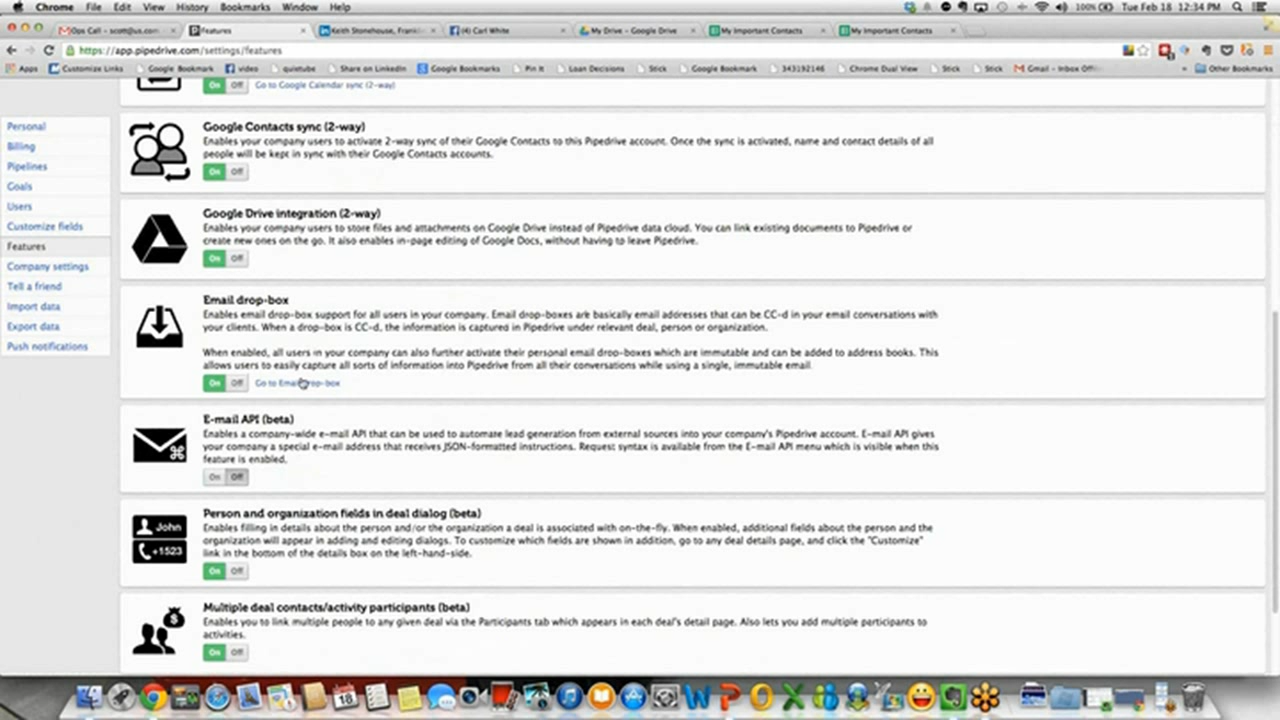 Chrome File Edit View History Bookmarks Window Help 100% Tue Feb 18 12:34 PM
Ops Call - scott@us.com Features Keith Stonehouse, Frankli (4) Carl White My Drive - Google Drive My Important Contacts My Important Contacts
https://app.pipedrive.com/settings/features
Apps Customize Links Google Bookmark video quietube Share on LinkedIn Google Bookmarks Pin It Loan Decisions Stick Google Bookmark 343192146 Chrome Dual View Stick Stick Gmail - Inbox » Other Bookmarks
On Off Go to Google Calendar sync (2-way)
Personal
Billing
Pipelines
Goals
Users
Customize fields
Features
Company settings
Tell a friend
Import data
Export data
Push notifications
Google Contacts sync (2-way)
Enables your company users to activate 2-way sync of their Google Contacts to this Pipedrive account. Once the sync is activated, name and contact details of all
people will be kept in sync with their Google Contacts accounts.
On Off
Google Drive integration (2-way)
Enables your company users to store files and attachments on Google Drive instead of Pipedrive data cloud. You can link existing documents to Pipedrive or
create new ones on the go. It also enables in-page editing of Google Docs, without having to leave Pipedrive.
On Off
Email drop-box
Enables email drop-box support for all users in your company. Email drop-boxes are basically email addresses that can be CC-d in your email conversations with
your clients. When a drop-box is CC-d, the information is captured in Pipedrive under relevant deal, person or organization.
When enabled, all users in your company can also further activate their personal email drop-boxes which are immutable and can be added to address books. This
allows users to easily capture all sorts of information into Pipedrive from all their conversations while using a single, immutable email.
On Off Go to Email drop-box
E-mail API (beta)
Enables a company-wide e-mail API that can be used to automate lead generation from external sources into your company's Pipedrive account. E-mail API gives
your company a special e-mail address that receives JSON-formatted instructions. Request syntax is available from the E-mail API menu which is visible when this
feature is enabled.
On Off
John
+1523
Person and organization fields in deal dialog (beta)
Enables filling in details about the person and/or the organization a deal is associated with on-the-fly. When enabled, additional fields about the person and the
organization will appear in adding and editing dialogs. To customize which fields are shown in addition, go to any deal details page, and click the "Customize"
link in the bottom of the details box on the left-hand-side.
On Off
Multiple deal contacts/activity participants (beta)
Enables you to link multiple people to any given deal via the Participants tab which appears in each deal's detail page. Also lets you add multiple participants to
activities.
On Off
18